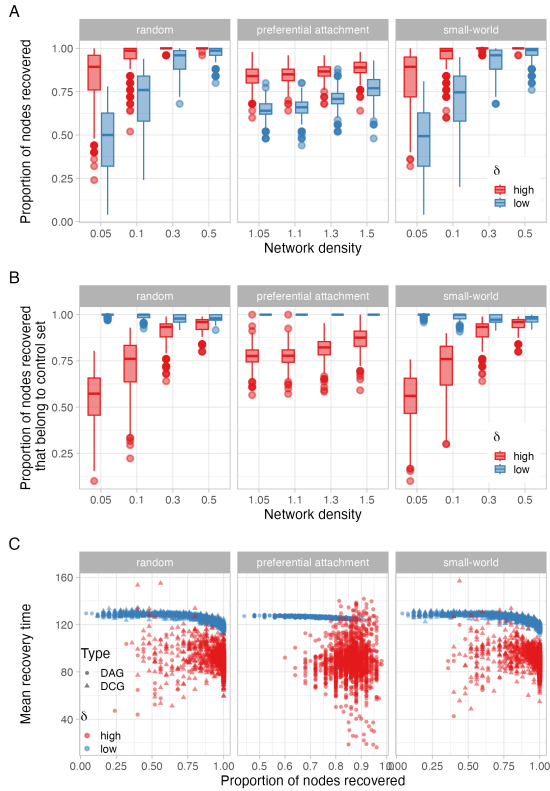 A
random
preferential attachment
small-world
Proportion of nodes recovered
1.00
0.75
0.50
0.25
0.00
0.05 0.1 0.3 0.5
1.05 1.1 1.3 1.5
0.05 0.1 0.3 0.5
Network density
δ
high
low
B
random
preferential attachment
small-world
Proportion of nodes recovered
that belong to control set
1.00
0.75
0.50
0.25
0.05 0.1 0.3 0.5
1.05 1.1 1.3 1.5
0.05 0.1 0.3 0.5
Network density
δ
high
low
C
random
preferential attachment
small-world
Mean recovery time
160
120
80
40
Type
DAG
DCG
δ
high
low
0.00 0.25 0.50 0.75 1.00
0.5 0.6 0.7 0.8 0.9 1.0
0.00 0.25 0.50 0.75 1.00
Proportion of nodes recovered